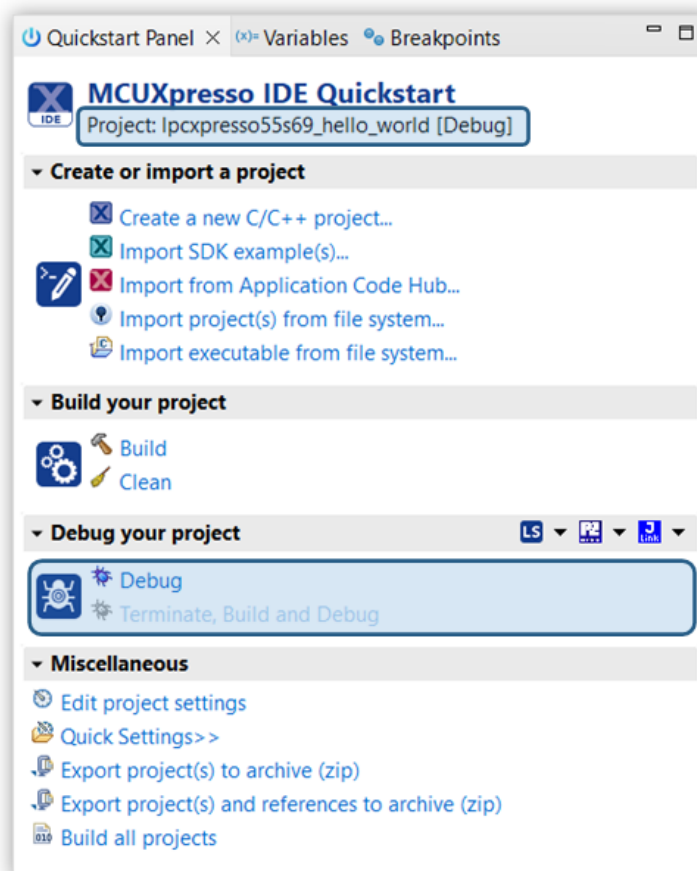 Quickstart Panel
(x)= Variables
Breakpoints
X
IDE
MCUXpresso IDE Quickstart
Project: lpcxpresso55s69_hello_world [Debug]
Create or import a project
Create a new C/C++ project...
Import SDK example(s)...
Import from Application Code Hub...
Import project(s) from file system...
Import executable from file system...
Build your project
Build
Clean
Debug your project
LS
J
Link
Debug
Terminate, Build and Debug
Miscellaneous
Edit project settings
Quick Settings>>
Export project(s) to archive (zip)
Export project(s) and references to archive (zip)
010
Build all projects